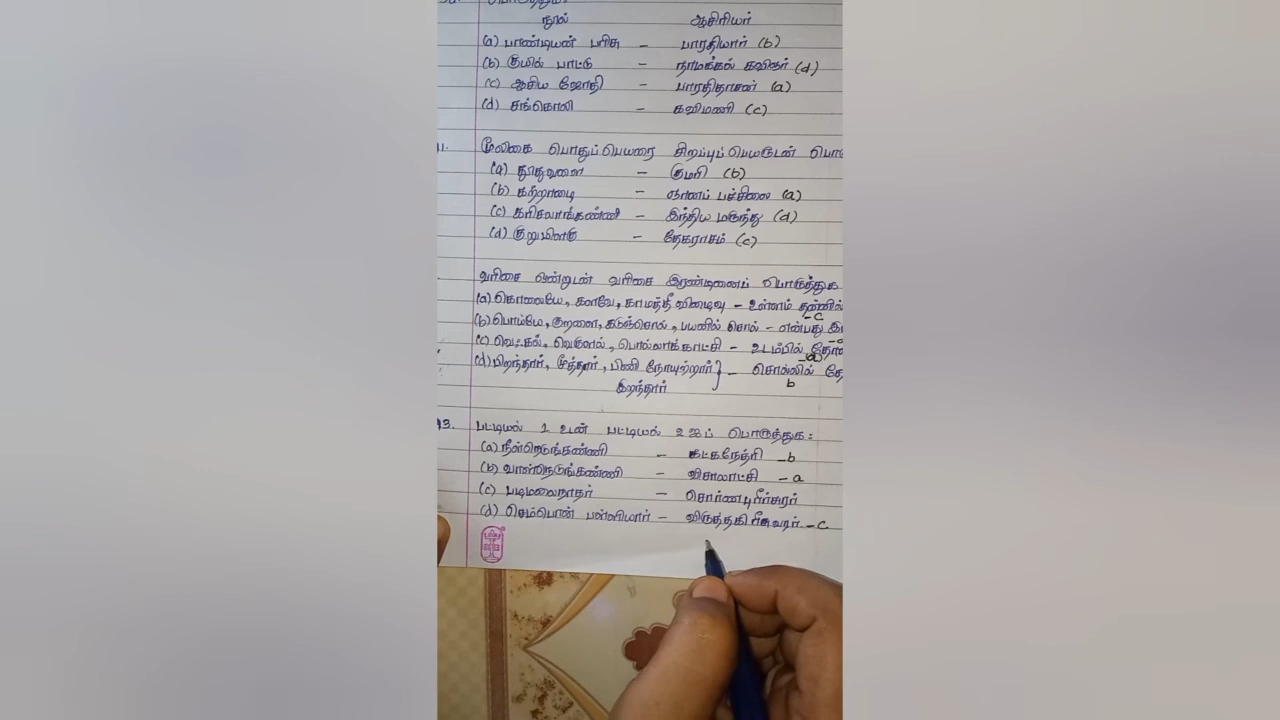 நூல் ஆசிரியர்
(a) பாண்டியன் பரிசு – பாரதியார் (b)
(b) குயில் பாட்டு – நாமக்கல் கவிஞர் (d)
(c) ஆசிய ஜோதி – பாரதிதாசன் (a)
(d) சங்கொலி – கவிமணி (c)
மூலிகை பொதுப்பெயரை சிறப்புப்பெயருடன்
(a) தூதுவளை – குமரி (b)
(b) கற்றாழை – ஞானப் பச்சிலை (a)
(c) கரிசலாங்கண்ணி – இந்திய மருந்து (d)
(d) குறுமிளகு – தேகராசம் (c)
வரிசை ஒன்றுடன் வரிசை இரண்டினைப் பொருத்துக
(a) கொலையே, களவே, காமத்தீ விழைவு – உள்ளம் தன்னில்
– c
(b) பொய்யே, குறளை, கடுஞ்சொல், பயனில் சொல் – என்பது
(c) வெஃகல், வெகுளல், பொல்லாக்காட்சி – உடம்பில்
– a
(d) பிறந்தார், மூத்தார், பிணி நோயுற்றார் } – சொல்லில்
இறந்தார் b
13. பட்டியல் 1 உடன் பட்டியல் 2 ஐப் பொருத்துக:
(a) நீள்நெடுங்கண்ணி – கட்கநேத்ரி – b
(b) வாள்நெடுங்கண்ணி – விசாலாட்சி – a
(c) படிமலைநாதர் – சொர்ணபுரீஸ்வரர்
(d) செம்பொன் பள்ளியார் – விருத்தகிரீசுவரர் – c